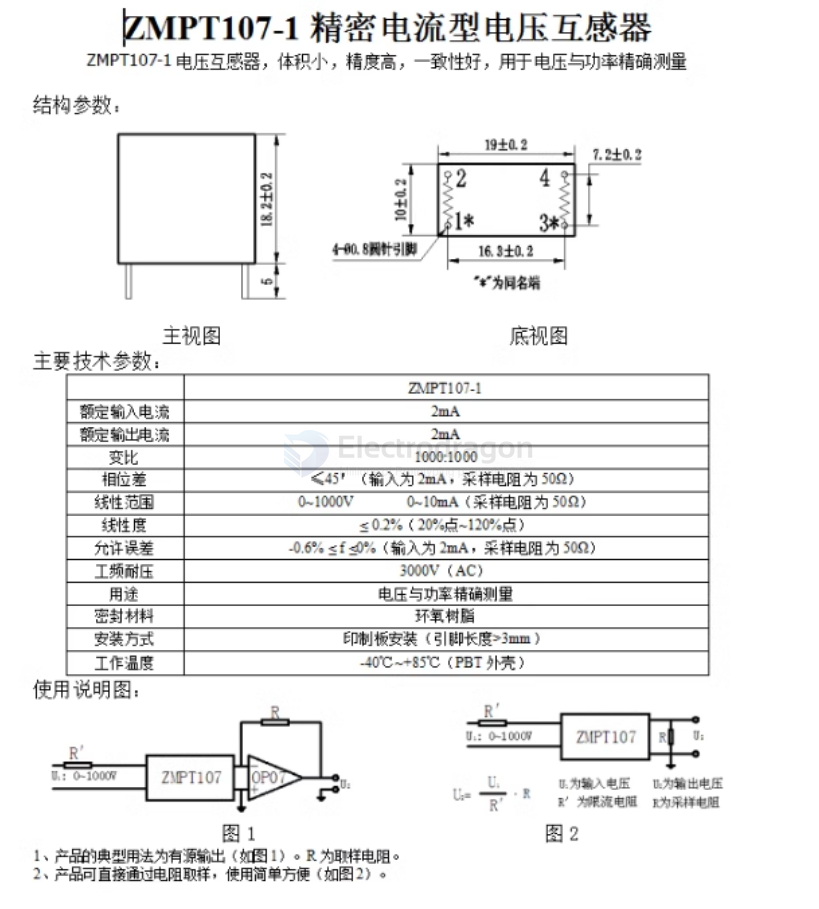 ZMPT107-1 精密电流型电压互感器
ZMPT107-1 电压互感器，体积小，精度高，一致性好，用于电压与功率精确测量
结构参数：
19±0.2
7.2±0.2
18.2±0.2
10±0.2
2
4
1*
3*
4-Ø0.8圆针引脚
16.3±0.2
5
"*"为同名端
主视图
底视图
主要技术参数：
ZMPT107-1
额定输入电流 2mA
额定输出电流 2mA
Electrodragon
变比 1000:1000
相位差 ≤45′（输入为 2mA，采样电阻为 50Ω）
线性范围 0~1000V 0~10mA（采样电阻为 50Ω）
线性度 ≤0.2%（20%点~120%点）
允许误差 -0.6% ≤f ≤0%（输入为 2mA，采样电阻为 50Ω）
工频耐压 3000V（AC）
用途 电压与功率精确测量
密封材料 环氧树脂
安装方式 印制板安装（引脚长度>3mm）
工作温度 -40℃~+85℃（PBT 外壳）
使用说明图：
R
R′
U₁: 0~1000V
ZMPT107
OP07
U₂
图 1
R′
U₁: 0~1000V
ZMPT107
R
U₂
U₂= U₁/R′ · R
U₁为输入电压 U₂为输出电压
R′ 为限流电阻 R为采样电阻
图 2
1、产品的典型用法为有源输出（如图 1）。R 为取样电阻。
2、产品可直接通过电阻取样，使用简单方便（如图 2）。